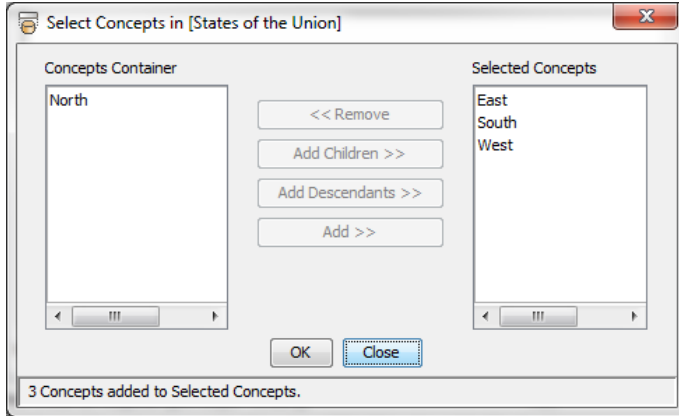 Select Concepts in [States of the Union]
Concepts Container
Selected Concepts
North
East
South
West
<< Remove
Add Children >>
Add Descendants >>
Add >>
OK
Close
3 Concepts added to Selected Concepts.